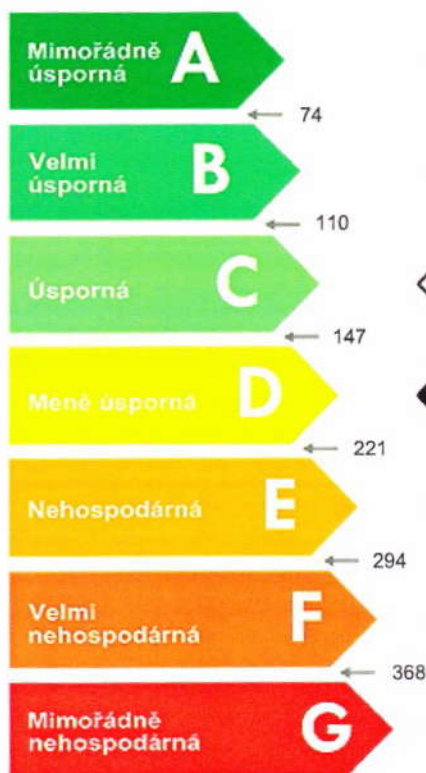 Mimořádně
úsporná
A
74
Velmi
úsporná
B
110
Úsporná
C
147
Méně úsporná
D
221
Nehospodárná
E
294
Velmi
nehospodárná
F
368
Mimořádně
nehospodárná
G